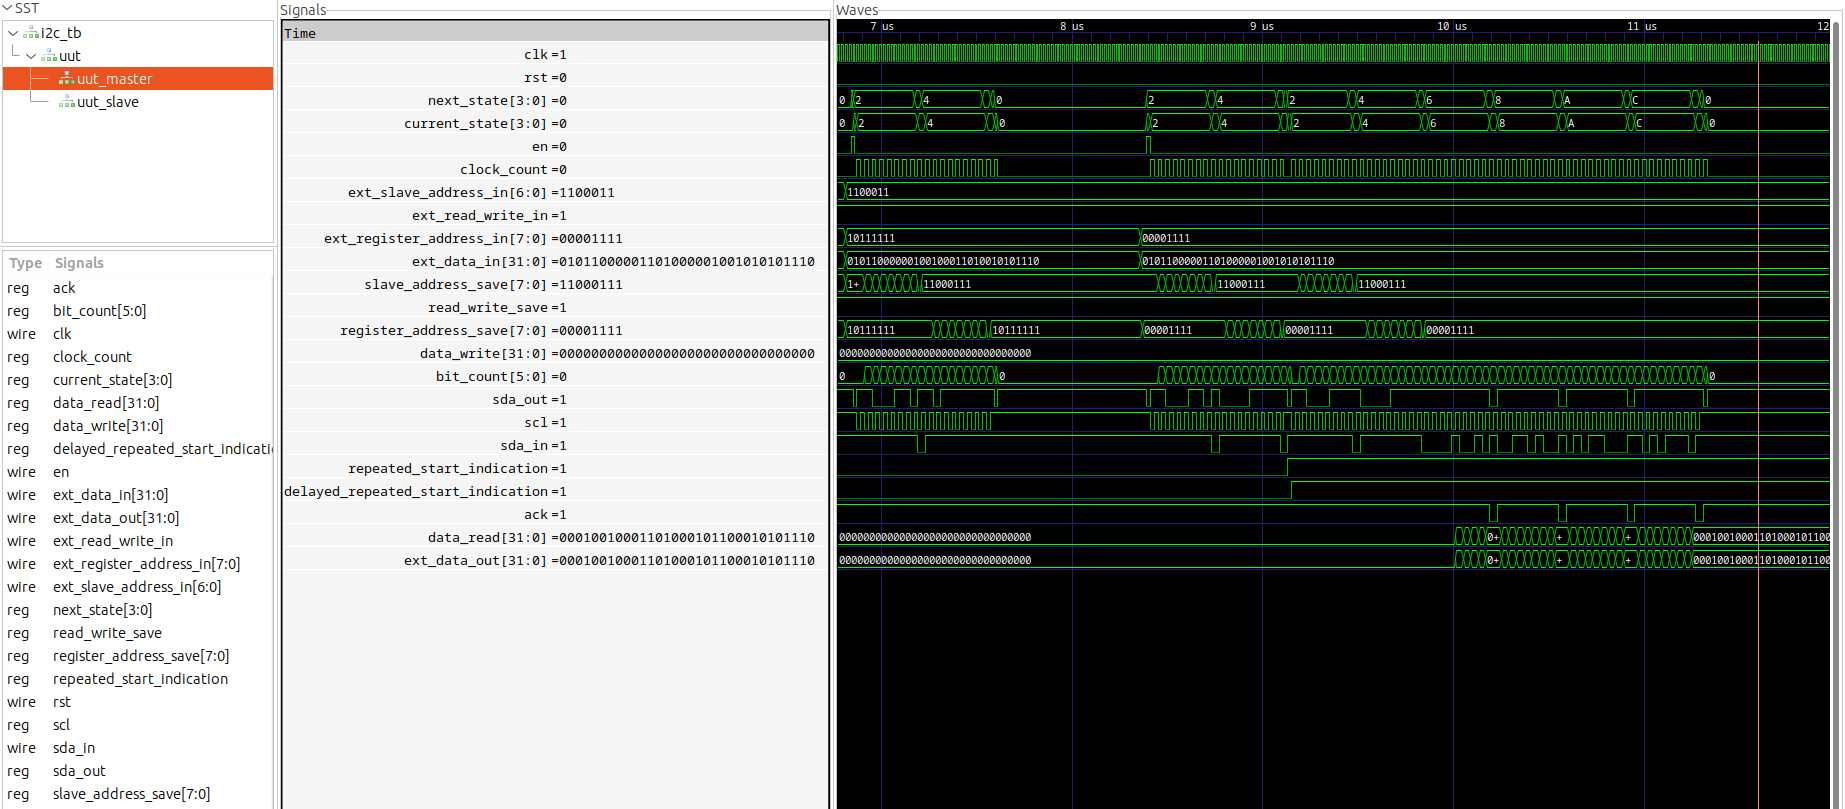 SST
i2c_tb
uut
uut_master
uut_slave
Type Signals
reg ack
reg bit_count[5:0]
wire clk
reg clock_count
reg current_state[3:0]
reg data_read[31:0]
reg data_write[31:0]
reg delayed_repeated_start_indicati
wire en
wire ext_data_in[31:0]
wire ext_data_out[31:0]
wire ext_read_write_in
wire ext_register_address_in[7:0]
wire ext_slave_address_in[6:0]
reg next_state[3:0]
reg read_write_save
reg register_address_save[7:0]
reg repeated_start_indication
wire rst
reg scl
wire sda_in
reg sda_out
reg slave_address_save[7:0]
Signals
Time
clk =1
rst =0
next_state[3:0] =0
current_state[3:0] =0
en =0
clock_count =0
ext_slave_address_in[6:0] =1100011
ext_read_write_in =1
ext_register_address_in[7:0] =00001111
ext_data_in[31:0] =01011000001101000001001010101110
slave_address_save[7:0] =11000111
read_write_save =1
register_address_save[7:0] =00001111
data_write[31:0] =00000000000000000000000000000000
bit_count[5:0] =0
sda_out =1
scl =1
sda_in =1
repeated_start_indication =1
delayed_repeated_start_indication =1
ack =1
data_read[31:0] =00010010001101000101100010101110
ext_data_out[31:0] =00010010001101000101100010101110
Waves
7 us 8 us 9 us 10 us 11 us 12
0 2 4 0 2 4 2 4 6 8 A C 0
0 2 4 0 2 4 2 4 6 8 A C 0
1100011
10111111 00001111
01011000000100100011010010101110 01011000001101000001001010101110
1+ 11000111 11000111 11000111
10111111 10111111 00001111 00001111 00001111
00000000000000000000000000000000
0 0 0
00000000000000000000000000000000 0+ + + 00010010001101000101100
00000000000000000000000000000000 0+ + + 00010010001101000101100